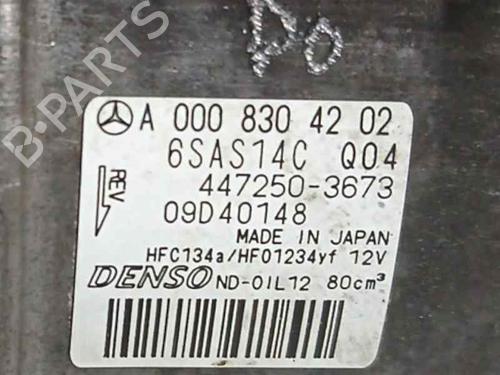 Do
A 000 830 42 02
6SAS14C Q04
447250-3673
REV
09D40148
MADE IN JAPAN
HFC134a/HFO1234yf 12V
DENSO ND-OIL12 80cm³
B-PARTS